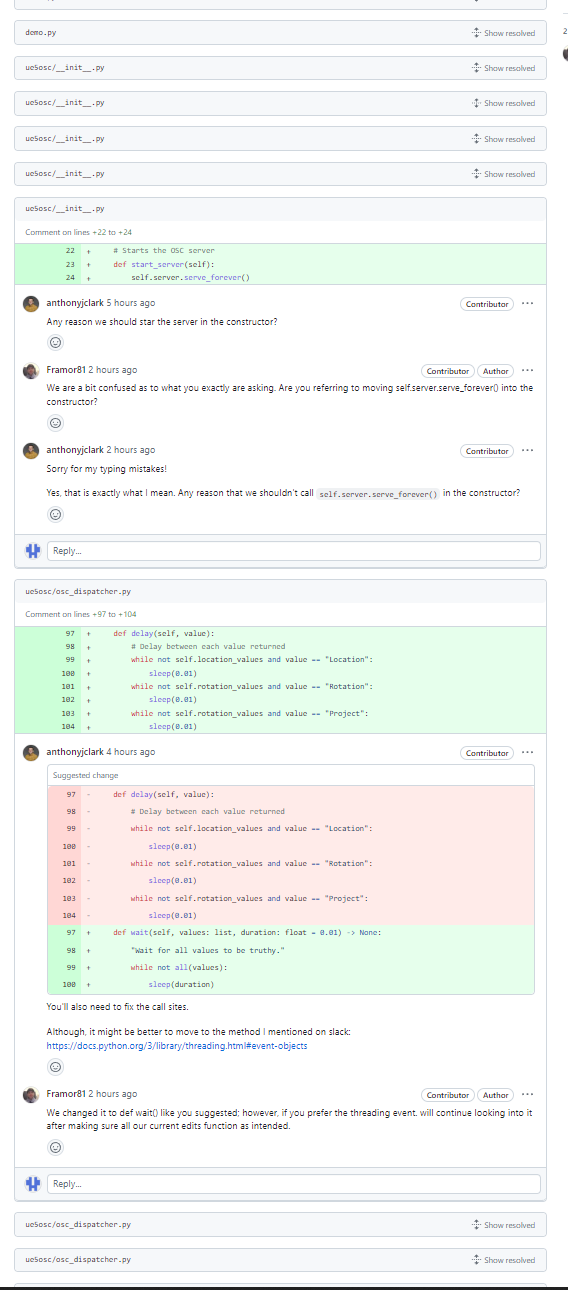 demo.py Show resolved
ue5osc/__init__.py Show resolved
ue5osc/__init__.py Show resolved
ue5osc/__init__.py Show resolved
ue5osc/__init__.py Show resolved
ue5osc/__init__.py
Comment on lines +22 to +24
22 + # Starts the OSC server
23 + def start_server(self):
24 + self.server.serve_forever()
anthonyjclark 5 hours ago Contributor ...
Any reason we should star the server in the constructor?
Framor81 2 hours ago Contributor Author ...
We are a bit confused as to what you exactly are asking. Are you referring to moving self.server.serve_forever() into the
constructor?
anthonyjclark 2 hours ago Contributor ...
Sorry for my typing mistakes!
Yes, that is exactly what I mean. Any reason that we shouldn't call self.server.serve_forever() in the constructor?
Reply...
ue5osc/osc_dispatcher.py
Comment on lines +97 to +104
97 + def delay(self, value):
98 + # Delay between each value returned
99 + while not self.location_values and value == "Location":
100 + sleep(0.01)
101 + while not self.rotation_values and value == "Rotation":
102 + sleep(0.01)
103 + while not self.rotation_values and value == "Project":
104 + sleep(0.01)
anthonyjclark 4 hours ago Contributor ...
Suggested change
97 - def delay(self, value):
98 - # Delay between each value returned
99 - while not self.location_values and value == "Location":
100 - sleep(0.01)
101 - while not self.rotation_values and value == "Rotation":
102 - sleep(0.01)
103 - while not self.rotation_values and value == "Project":
104 - sleep(0.01)
97 + def wait(self, values: list, duration: float = 0.01) -> None:
98 + "Wait for all values to be truthy."
99 + while not all(values):
100 + sleep(duration)
You'll also need to fix the call sites.
Although, it might be better to move to the method I mentioned on slack:
https://docs.python.org/3/library/threading.html#event-objects
Framor81 2 hours ago Contributor Author ...
We changed it to def wait() like you suggested; however, if you prefer the threading event. will continue looking into it
after making sure all our current edits function as intended.
Reply...
ue5osc/osc_dispatcher.py Show resolved
ue5osc/osc_dispatcher.py Show resolved